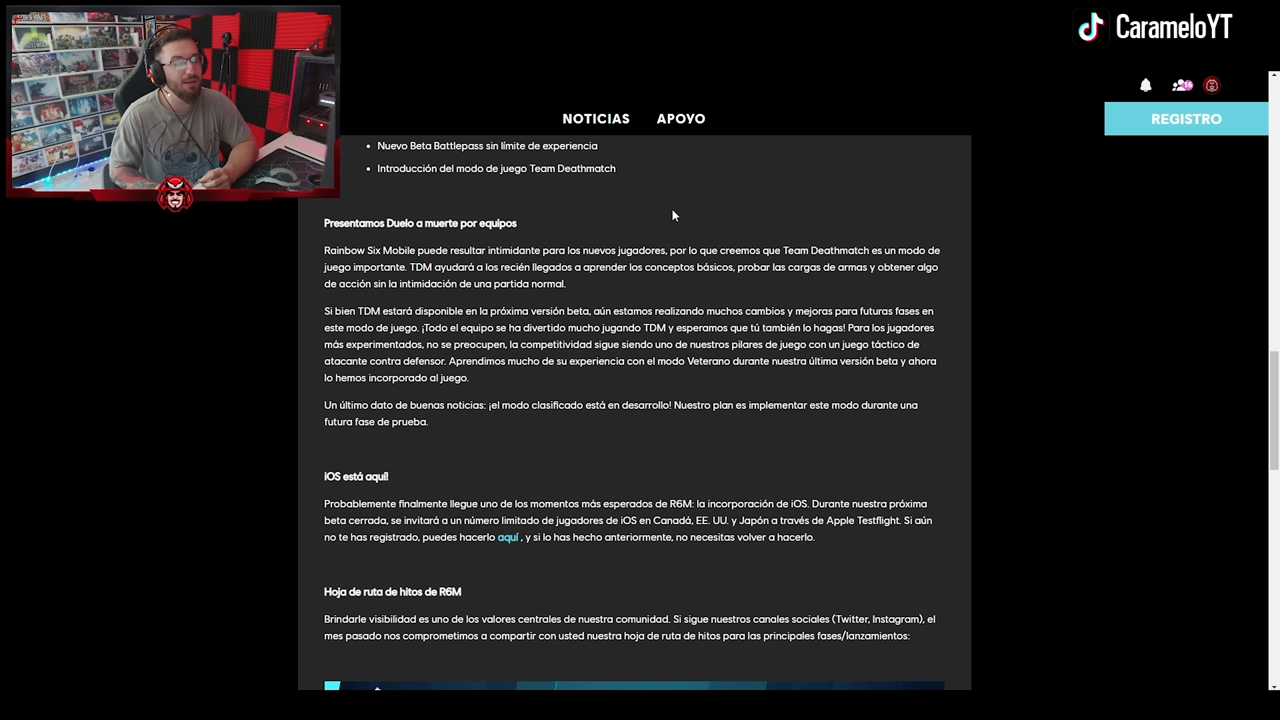 CarameloYT
NOTICIAS
APOYO
REGISTRO
Nuevo Beta Battlepass sin límite de experiencia
Introducción del modo de juego Team Deathmatch
Presentamos Duelo a muerte por equipos
Rainbow Six Mobile puede resultar intimidante para los nuevos jugadores, por lo que creemos que Team Deathmatch es un modo de
juego importante. TDM ayudará a los recién llegados a aprender los conceptos básicos, probar las cargas de armas y obtener algo
de acción sin la intimidación de una partida normal.
Si bien TDM estará disponible en la próxima versión beta, aún estamos realizando muchos cambios y mejoras para futuras fases en
este modo de juego. ¡Todo el equipo se ha divertido mucho jugando TDM y esperamos que tú también lo hagas! Para los jugadores
más experimentados, no se preocupen, la competitividad sigue siendo uno de nuestros pilares de juego con un juego táctico de
atacante contra defensor. Aprendimos mucho de su experiencia con el modo Veterano durante nuestra última versión beta y ahora
lo hemos incorporado al juego.
Un último dato de buenas noticias: ¡el modo clasificado está en desarrollo! Nuestro plan es implementar este modo durante una
futura fase de prueba.
iOS está aquí!
Probablemente finalmente llegue uno de los momentos más esperados de R6M: la incorporación de iOS. Durante nuestra próxima
beta cerrada, se invitará a un número limitado de jugadores de iOS en Canadá, EE. UU. y Japón a través de Apple Testflight. Si aún
no te has registrado, puedes hacerlo aquí , y si lo has hecho anteriormente, no necesitas volver a hacerlo.
Hoja de ruta de hitos de R6M
Brindarle visibilidad es uno de los valores centrales de nuestra comunidad. Si sigue nuestros canales sociales (Twitter, Instagram), el
mes pasado nos comprometimos a compartir con usted nuestra hoja de ruta de hitos para las principales fases/lanzamientos: